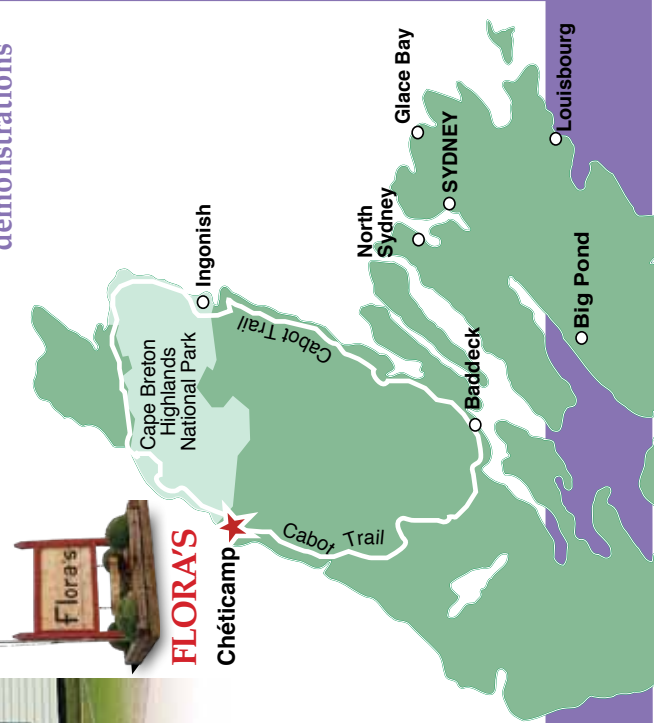 demonstrations
Glace Bay
SYDNEY
North
Sydney
Louisbourg
Ingonish
Cabot Trail
Cape Breton
Highlands
National Park
Big Pond
Baddeck
Cabot Trail
Flora's
FLORA'S
Chéticamp